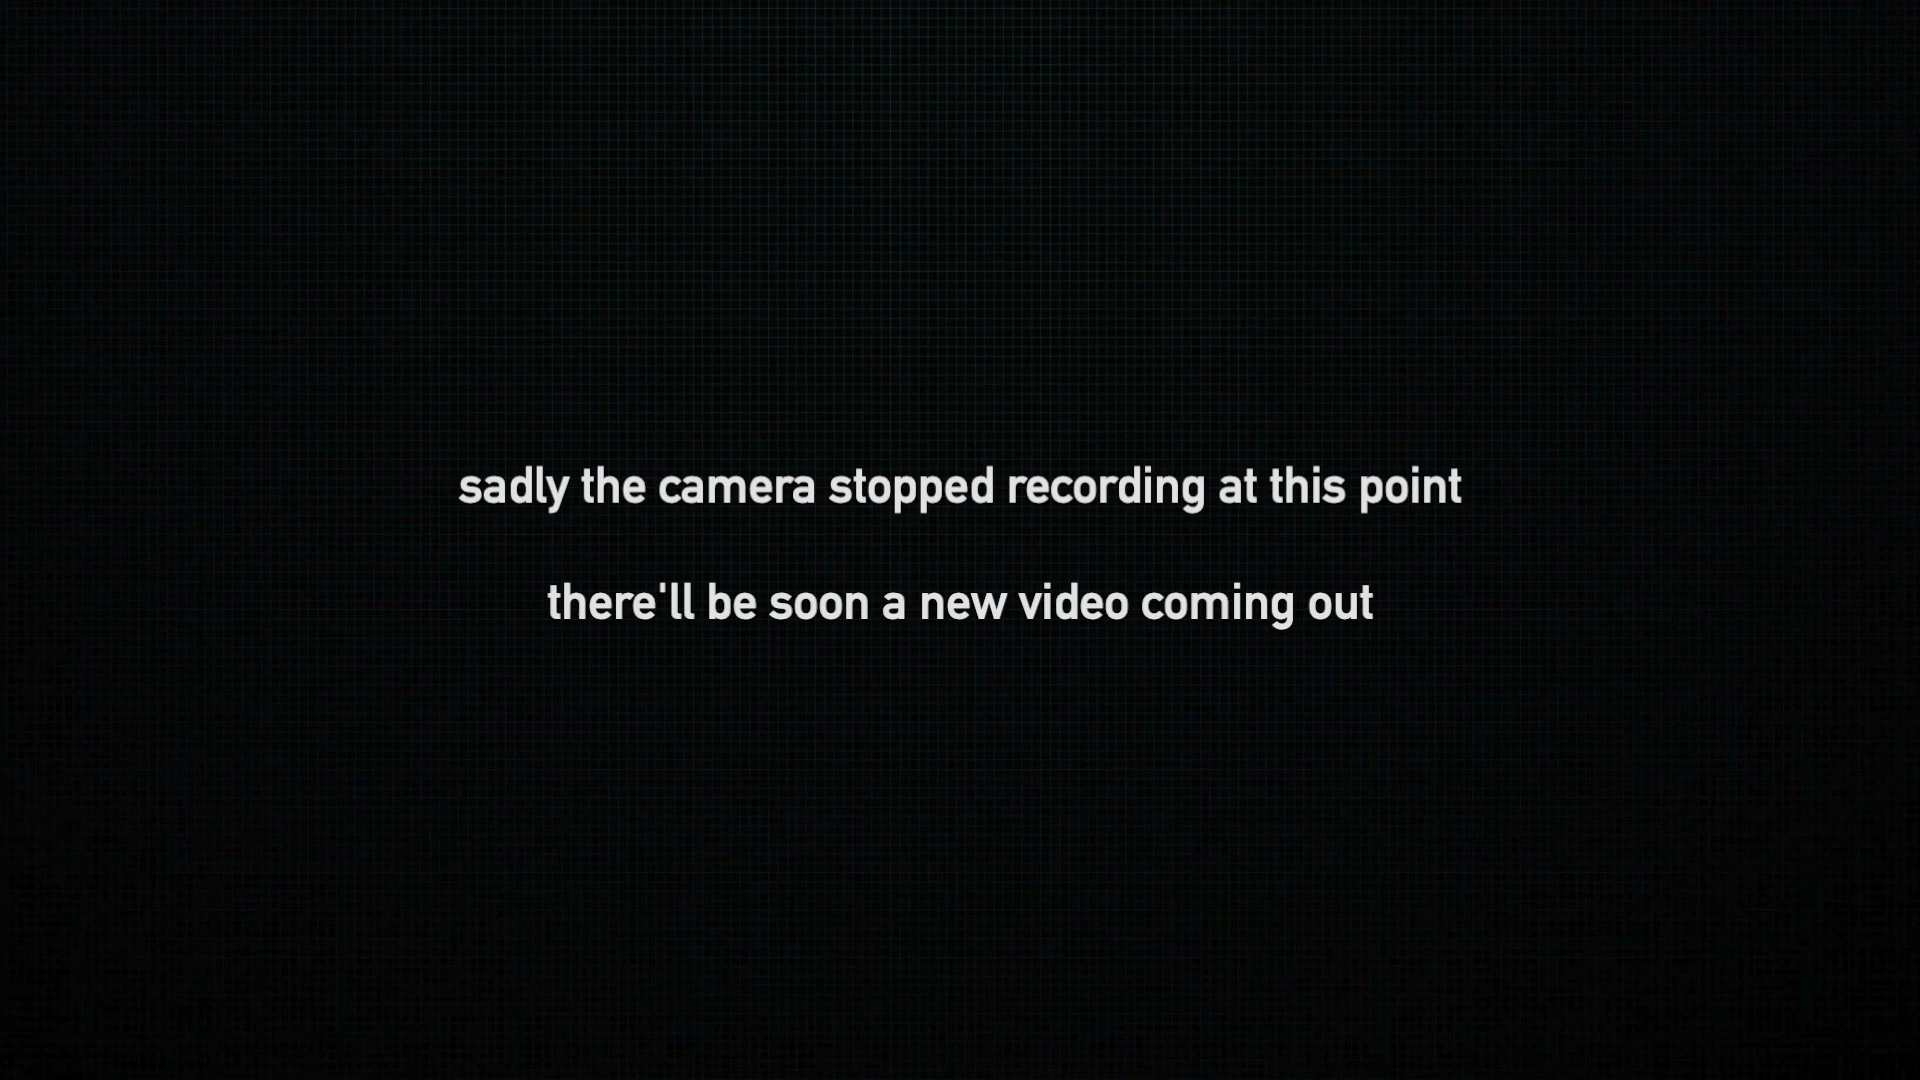 sadly the camera stopped recording at this point
there'll be soon a new video coming out